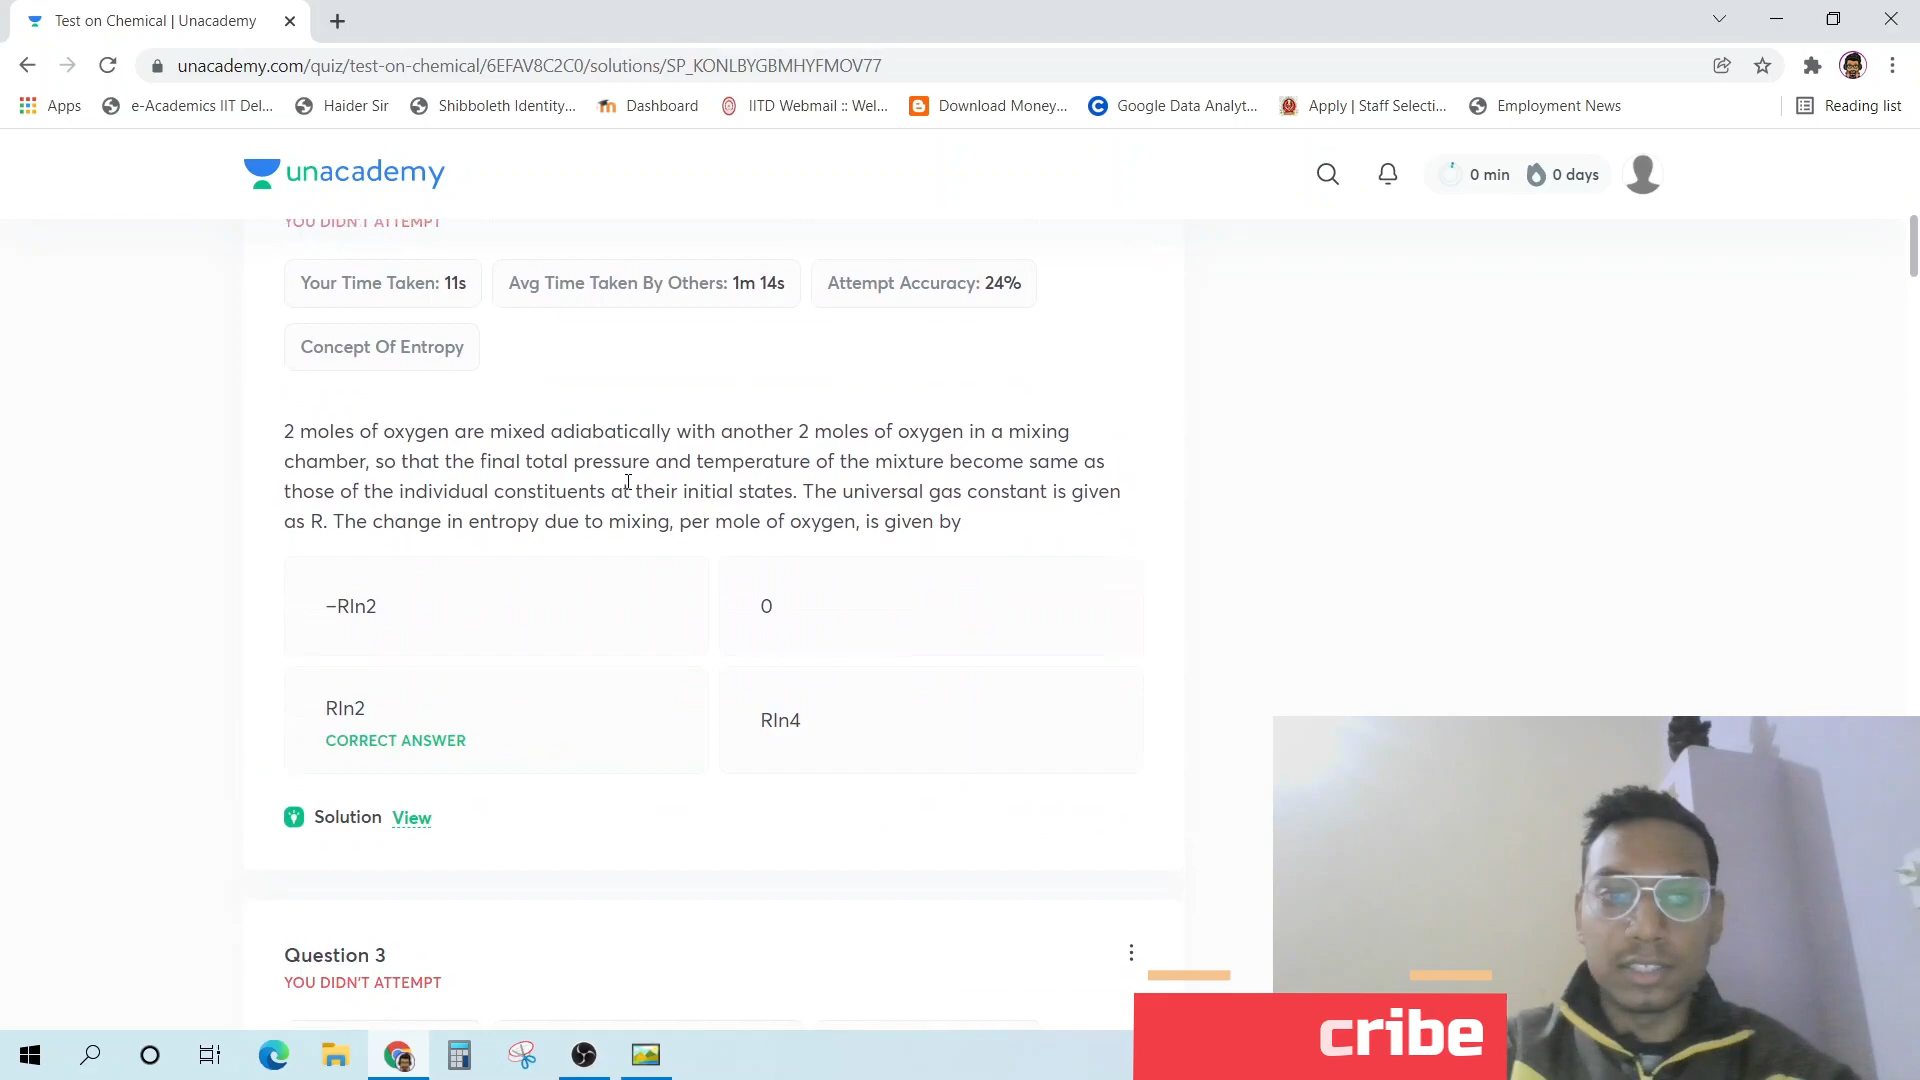 Test on Chemical | Unacademy
unacademy.com/quiz/test-on-chemical/6EFAV8C2C0/solutions/SP_KONLBYGBMHYFMOV77
Apps e-Academics IIT Del... Haider Sir Shibboleth Identity... Dashboard IITD Webmail :: Wel... Download Money... Google Data Analyt... Apply | Staff Selecti... Employment News Reading list
unacademy 0 min 0 days
YOU DIDN'T ATTEMPT
Your Time Taken: 11s Avg Time Taken By Others: 1m 14s Attempt Accuracy: 24%
Concept Of Entropy
2 moles of oxygen are mixed adiabatically with another 2 moles of oxygen in a mixing
chamber, so that the final total pressure and temperature of the mixture become same as
those of the individual constituents at their initial states. The universal gas constant is given
as R. The change in entropy due to mixing, per mole of oxygen, is given by
−Rln2 0
Rln2 Rln4
CORRECT ANSWER
Solution View
Question 3
YOU DIDN'T ATTEMPT
cribe